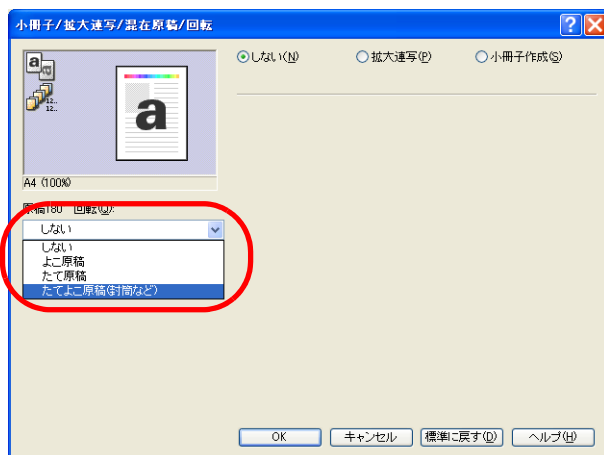 小冊子/拡大連写/混在原稿/回転
しない(N) 拡大連写(P) 小冊子作成(S)
a
a
12..
12..
a
A4 (100%)
原稿180 回転(Q):
しない
しない
よこ原稿
たて原稿
たてよこ原稿(封筒など)
OK キャンセル 標準に戻す(D) ヘルプ(H)